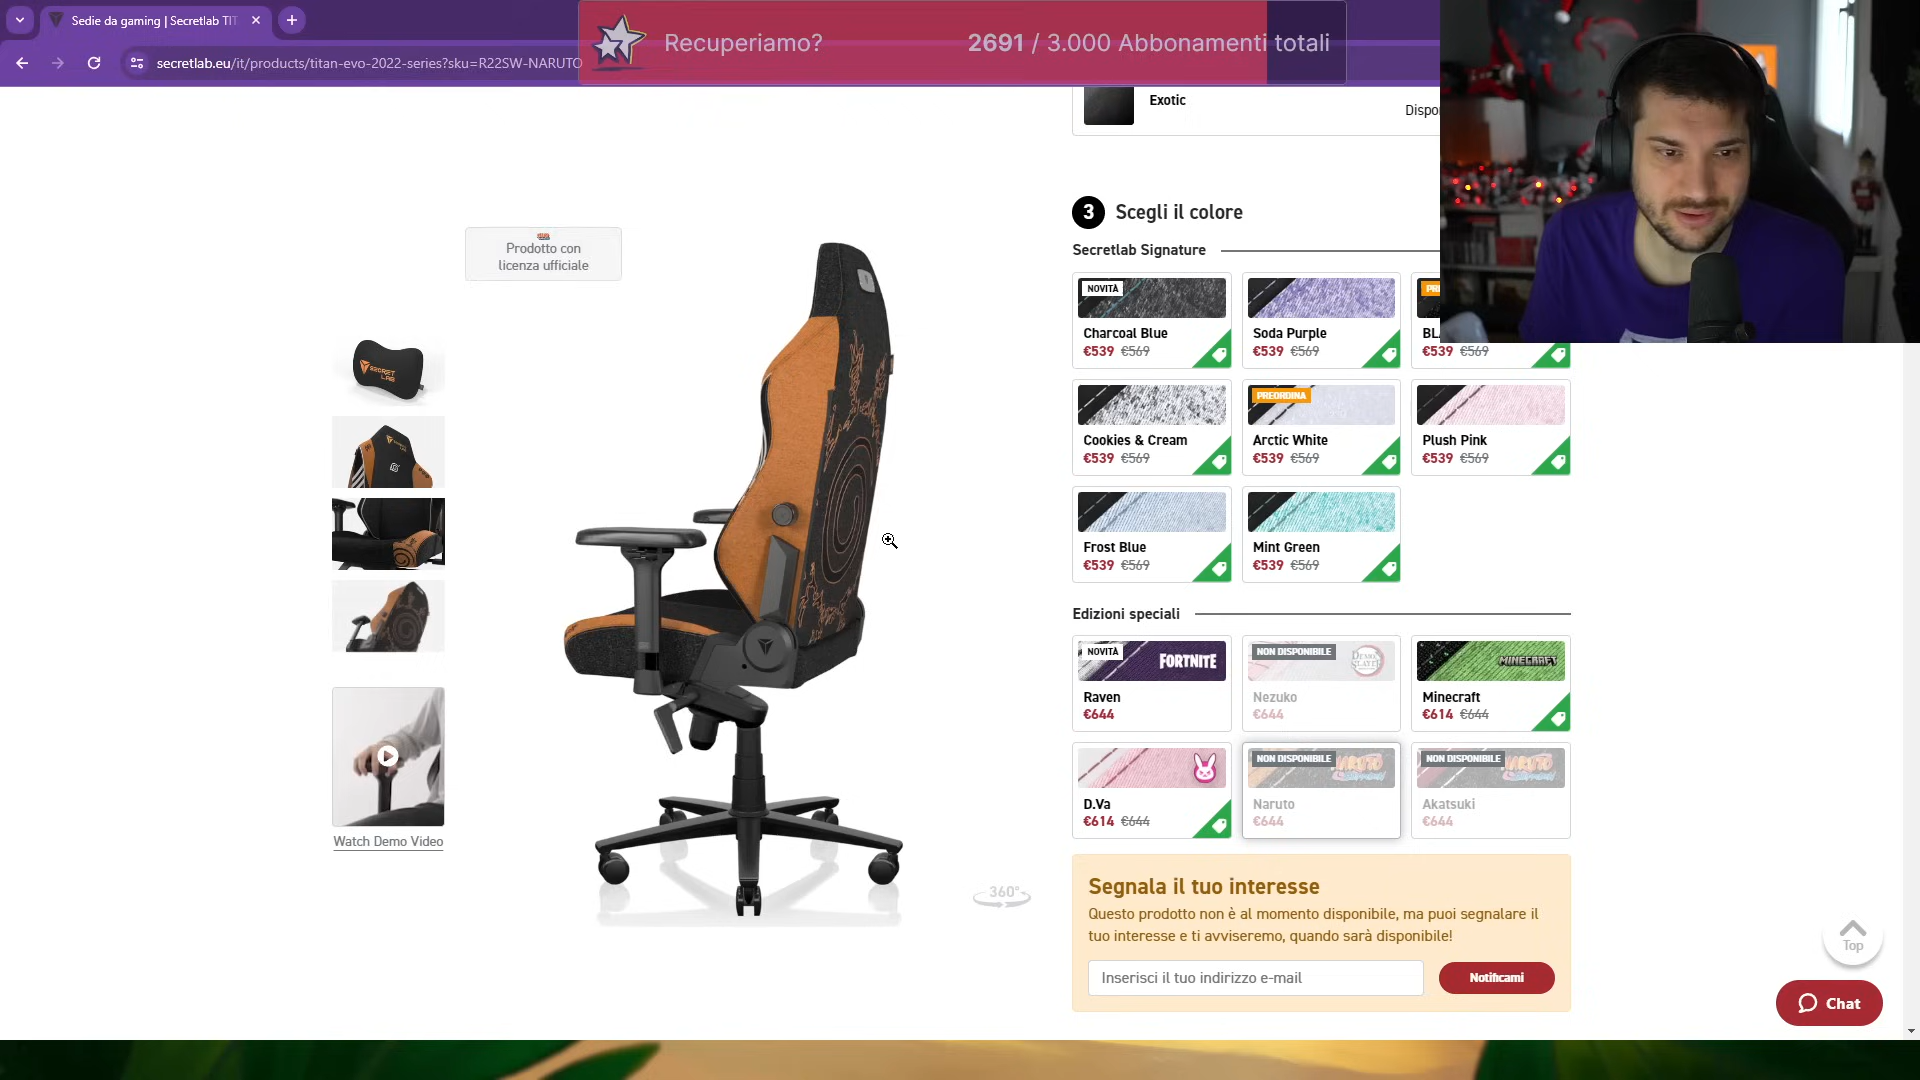 Sedie da gaming | Secretlab TIT
secretlab.eu/it/products/titan-evo-2022-series?sku=R22SW-NARUTO
Recuperiamo?
2691 / 3.000 Abbonamenti totali
Exotic
Dispo
3 Scegli il colore
Secretlab Signature
NOVITÀ
Charcoal Blue
€539 €569
Soda Purple
€539 €569
€539 €569
Cookies & Cream
€539 €569
PREORDINA
Arctic White
€539 €569
Plush Pink
€539 €569
Frost Blue
€539 €569
Mint Green
€539 €569
Edizioni speciali
NOVITÀ
FORTNITE
Raven
€644
NON DISPONIBILE
Nezuko
€644
MINECRAFT
Minecraft
€614 €644
D.Va
€614 €644
NON DISPONIBILE
Naruto
€644
NON DISPONIBILE
Akatsuki
€644
Segnala il tuo interesse
Questo prodotto non è al momento disponibile, ma puoi segnalare il
tuo interesse e ti avviseremo, quando sarà disponibile!
Inserisci il tuo indirizzo e-mail
Notificami
Prodotto con
licenza ufficiale
SECRET
LAB
Watch Demo Video
360°
Top
Chat